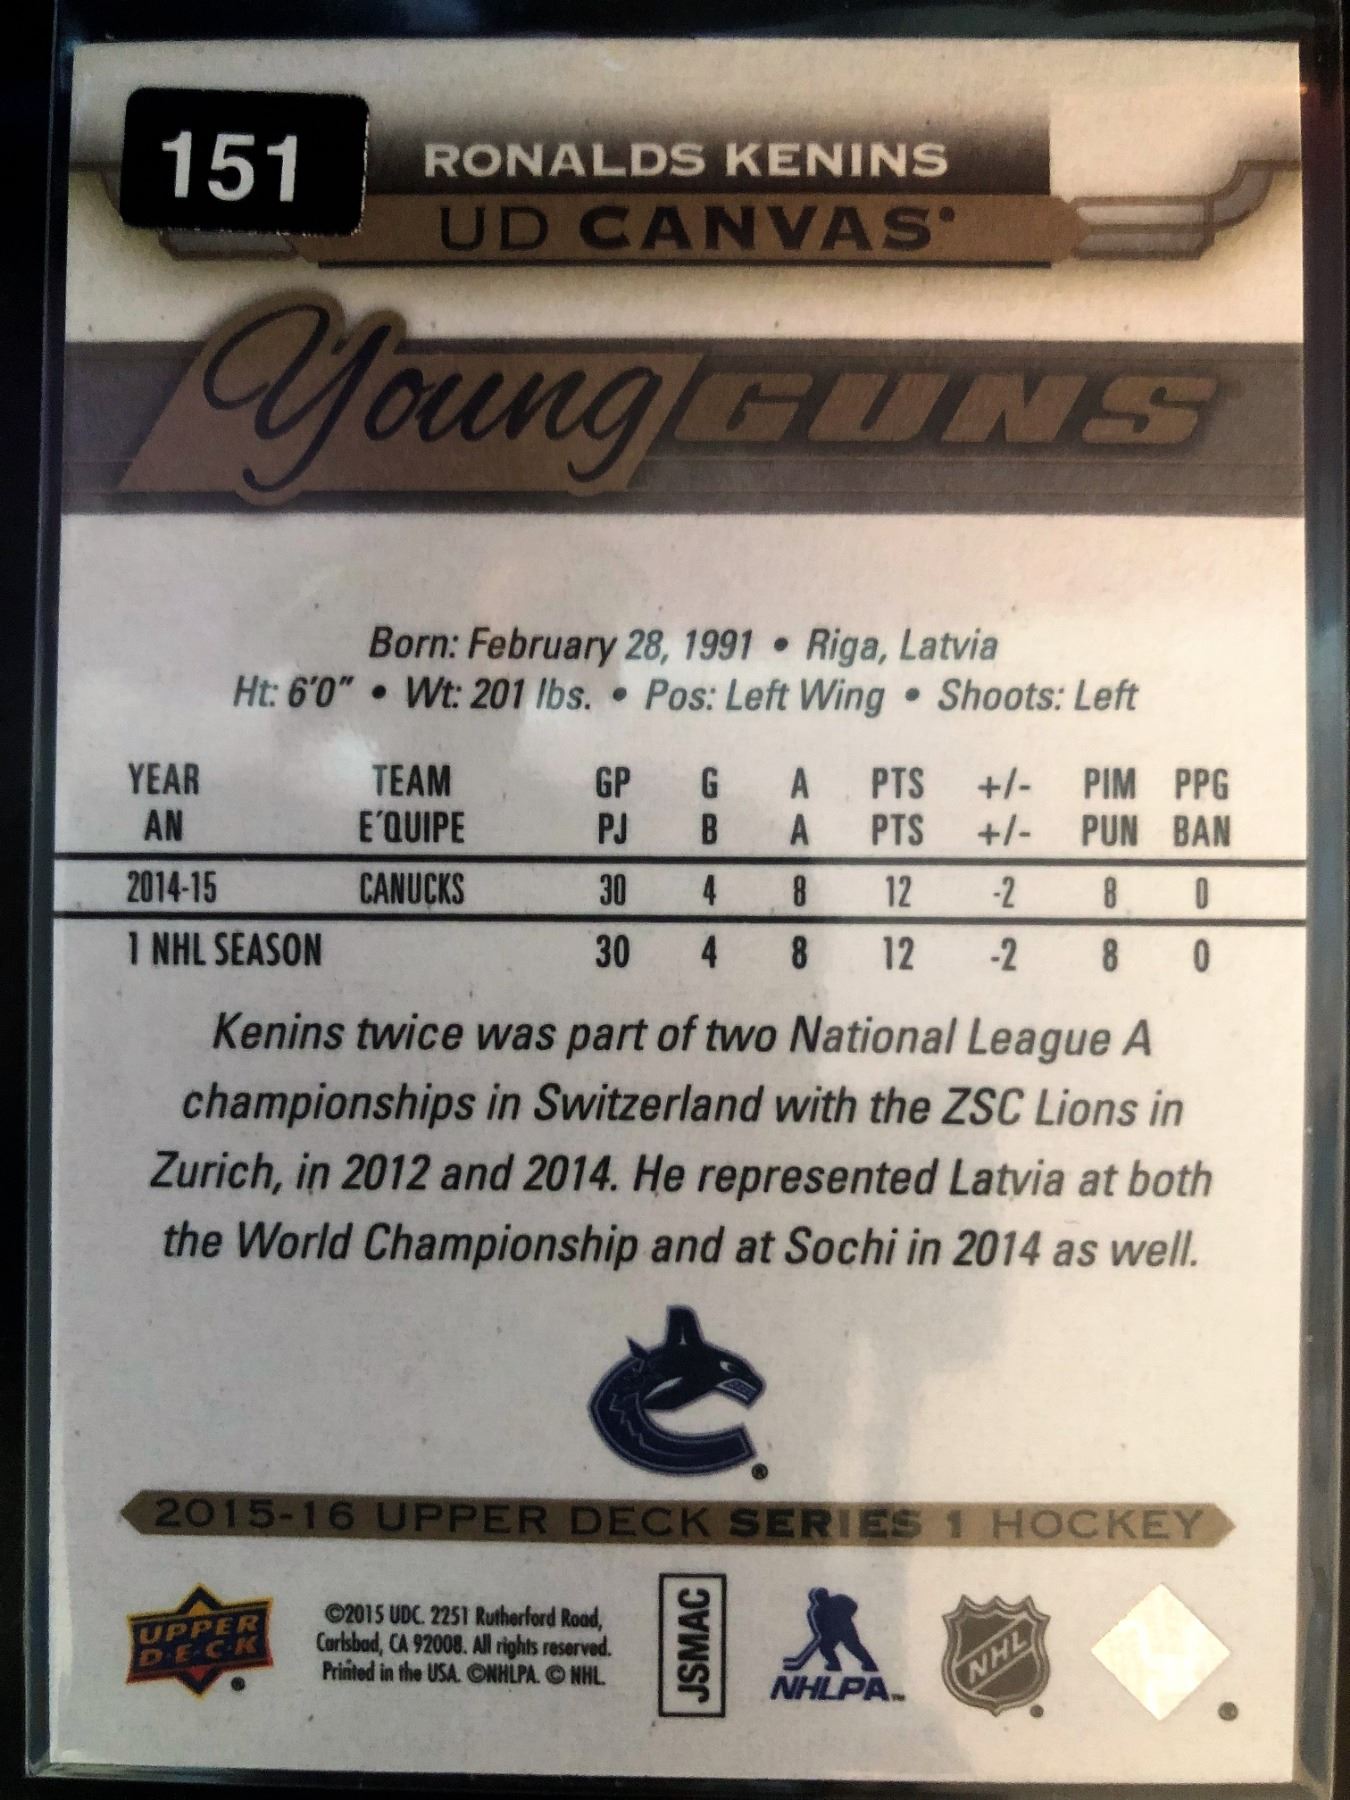 151
RONALDS KENINS
UD CANVAS
Young GUNS
Born: February 28, 1991 • Riga, Latvia
Ht: 6'0" • Wt: 201 lbs. • Pos: Left Wing • Shoots: Left
YEAR TEAM GP G A PTS +/- PIM PPG
AN E´QUIPE PJ B A PTS +/- PUN BAN
2014-15 CANUCKS 30 4 8 12 -2 8 0
1 NHL SEASON 30 4 8 12 -2 8 0
Kenins twice was part of two National League A
championships in Switzerland with the ZSC Lions in
Zurich, in 2012 and 2014. He represented Latvia at both
the World Championship and at Sochi in 2014 as well.
®
2015-16 UPPER DECK SERIES 1 HOCKEY
UPPER
D·E·C·K ®
©2015 UDC. 2251 Rutherford Road,
Carlsbad, CA 92008. All rights reserved.
Printed in the USA. ©NHLPA. © NHL.
JSMAC
NHLPA™
NHL ®
®